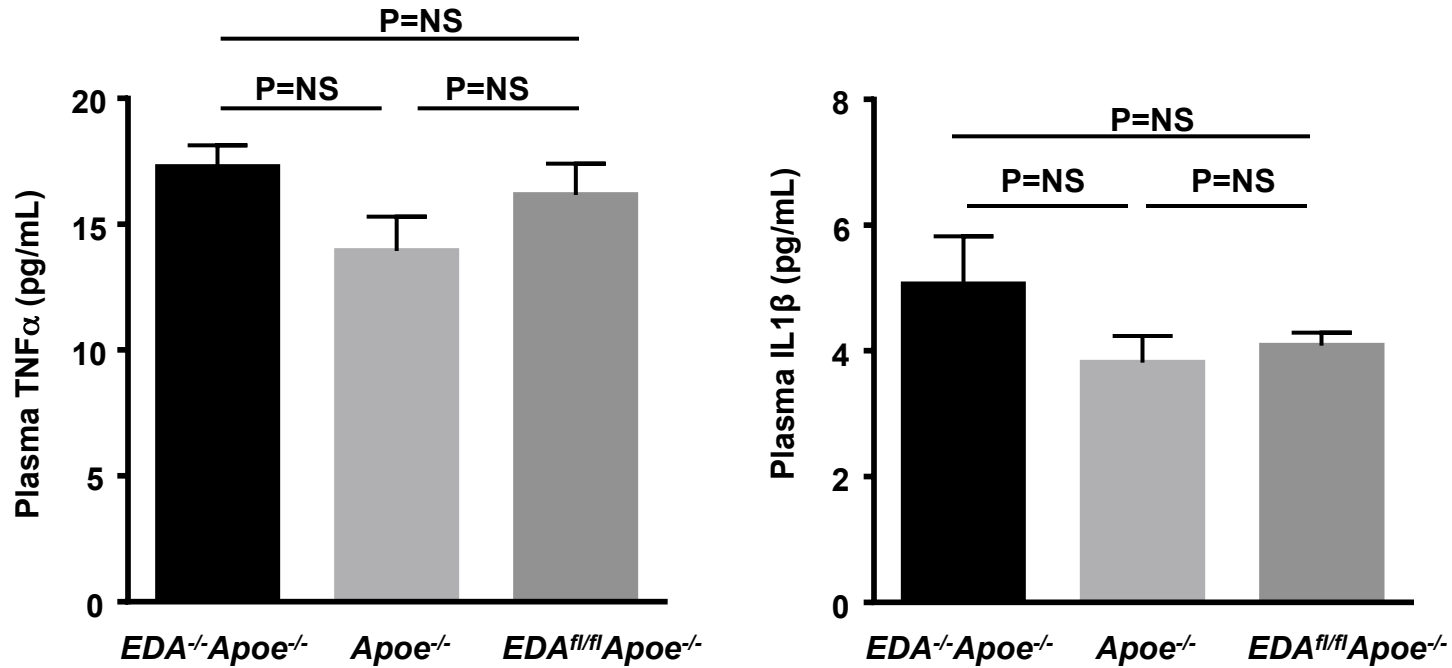 P=NS
P=NS
P=NS
20
15
10
5
0
Plasma TNFα (pg/mL)
EDA-/-Apoe-/-
Apoe-/-
EDAfl/flApoe-/-
P=NS
P=NS
P=NS
8
6
4
2
0
Plasma IL1β (pg/mL)
EDA-/-Apoe-/-
Apoe-/-
EDAfl/flApoe-/-